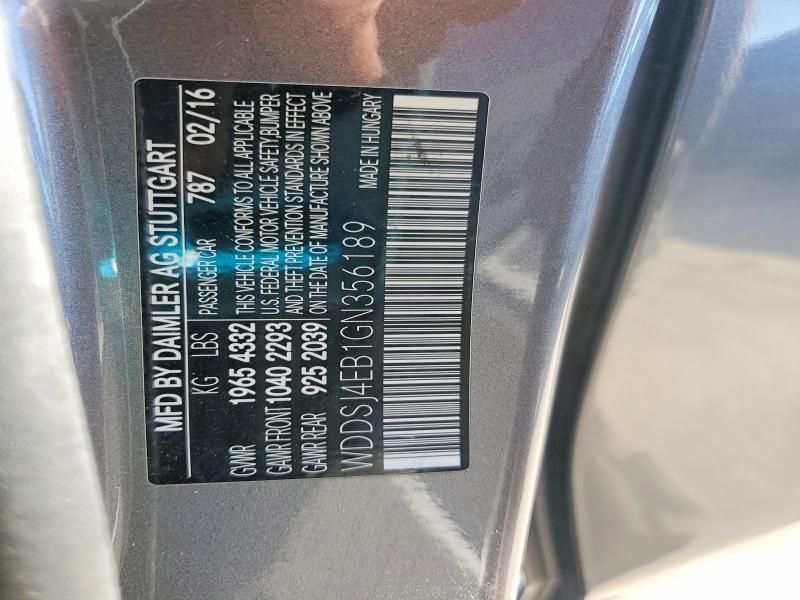 MFD BY DAIMLER AG STUTTGART
KG LBS PASSENGER CAR 787 02/16
GVWR 1965 4332 THIS VEHICLE CONFORMS TO ALL APPLICABLE
GAWR FRONT 1040 2293 U.S. FEDERAL MOTOR VEHICLE SAFETY, BUMPER
GAWR REAR 925 2039 AND THEFT PREVENTION STANDARDS IN EFFECT
ON THE DATE OF MANUFACTURE SHOWN ABOVE
WDDSJ4EB1GN356189 MADE IN HUNGARY